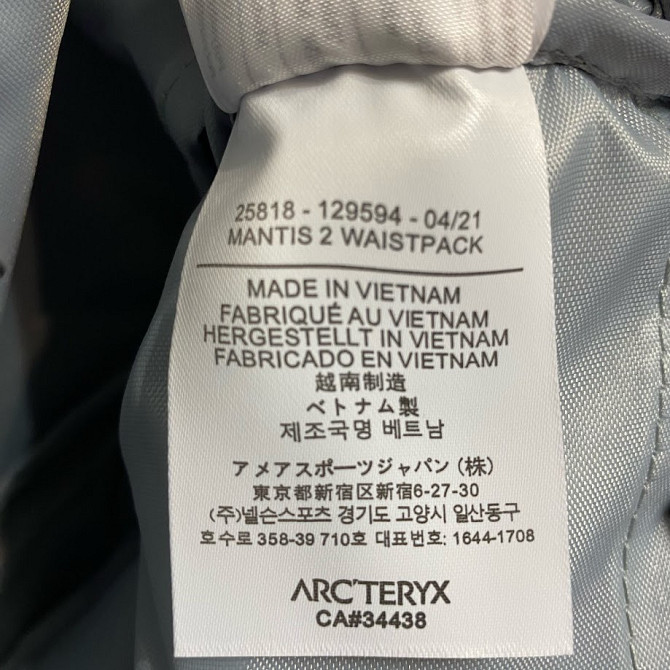 25818 - 129594 - 04/21
MANTIS 2 WAISTPACK
MADE IN VIETNAM
FABRIQUÉ AU VIETNAM
HERGESTELLT IN VIETNAM
FABRICADO EN VIETNAM
越南制造
ベトナム製
제조국명 베트남
アメアスポーツジャパン (株)
東京都新宿区新宿6-27-30
(주)넬슨스포츠 경기도 고양시 일산동구
호수로 358-39 710호 대표번호: 1644-1708
ARC'TERYX
CA#34438